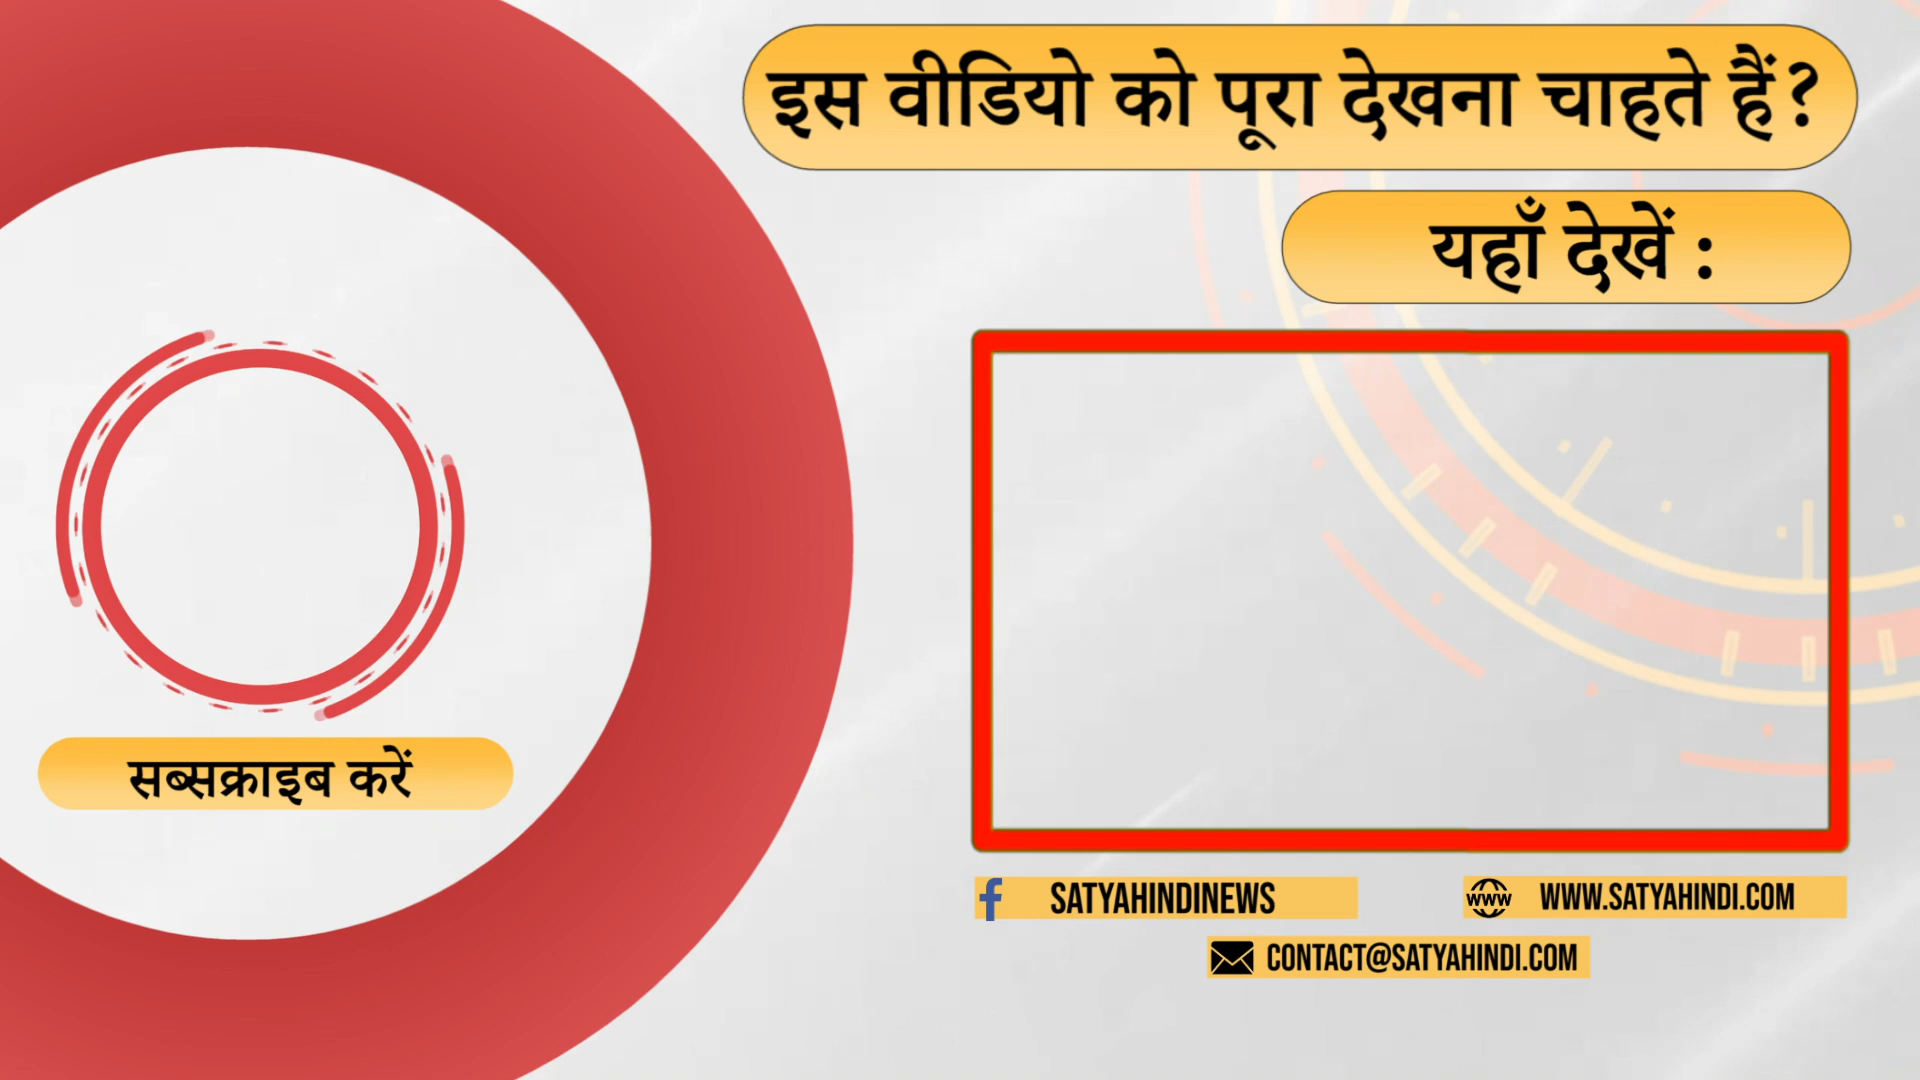 इस वीडियो को पूरा देखना चाहते हैं?
यहाँ देखें :
सब्सक्राइब करें
SATYAHINDINEWS
WWW.SATYAHINDI.COM
CONTACT@SATYAHINDI.COM